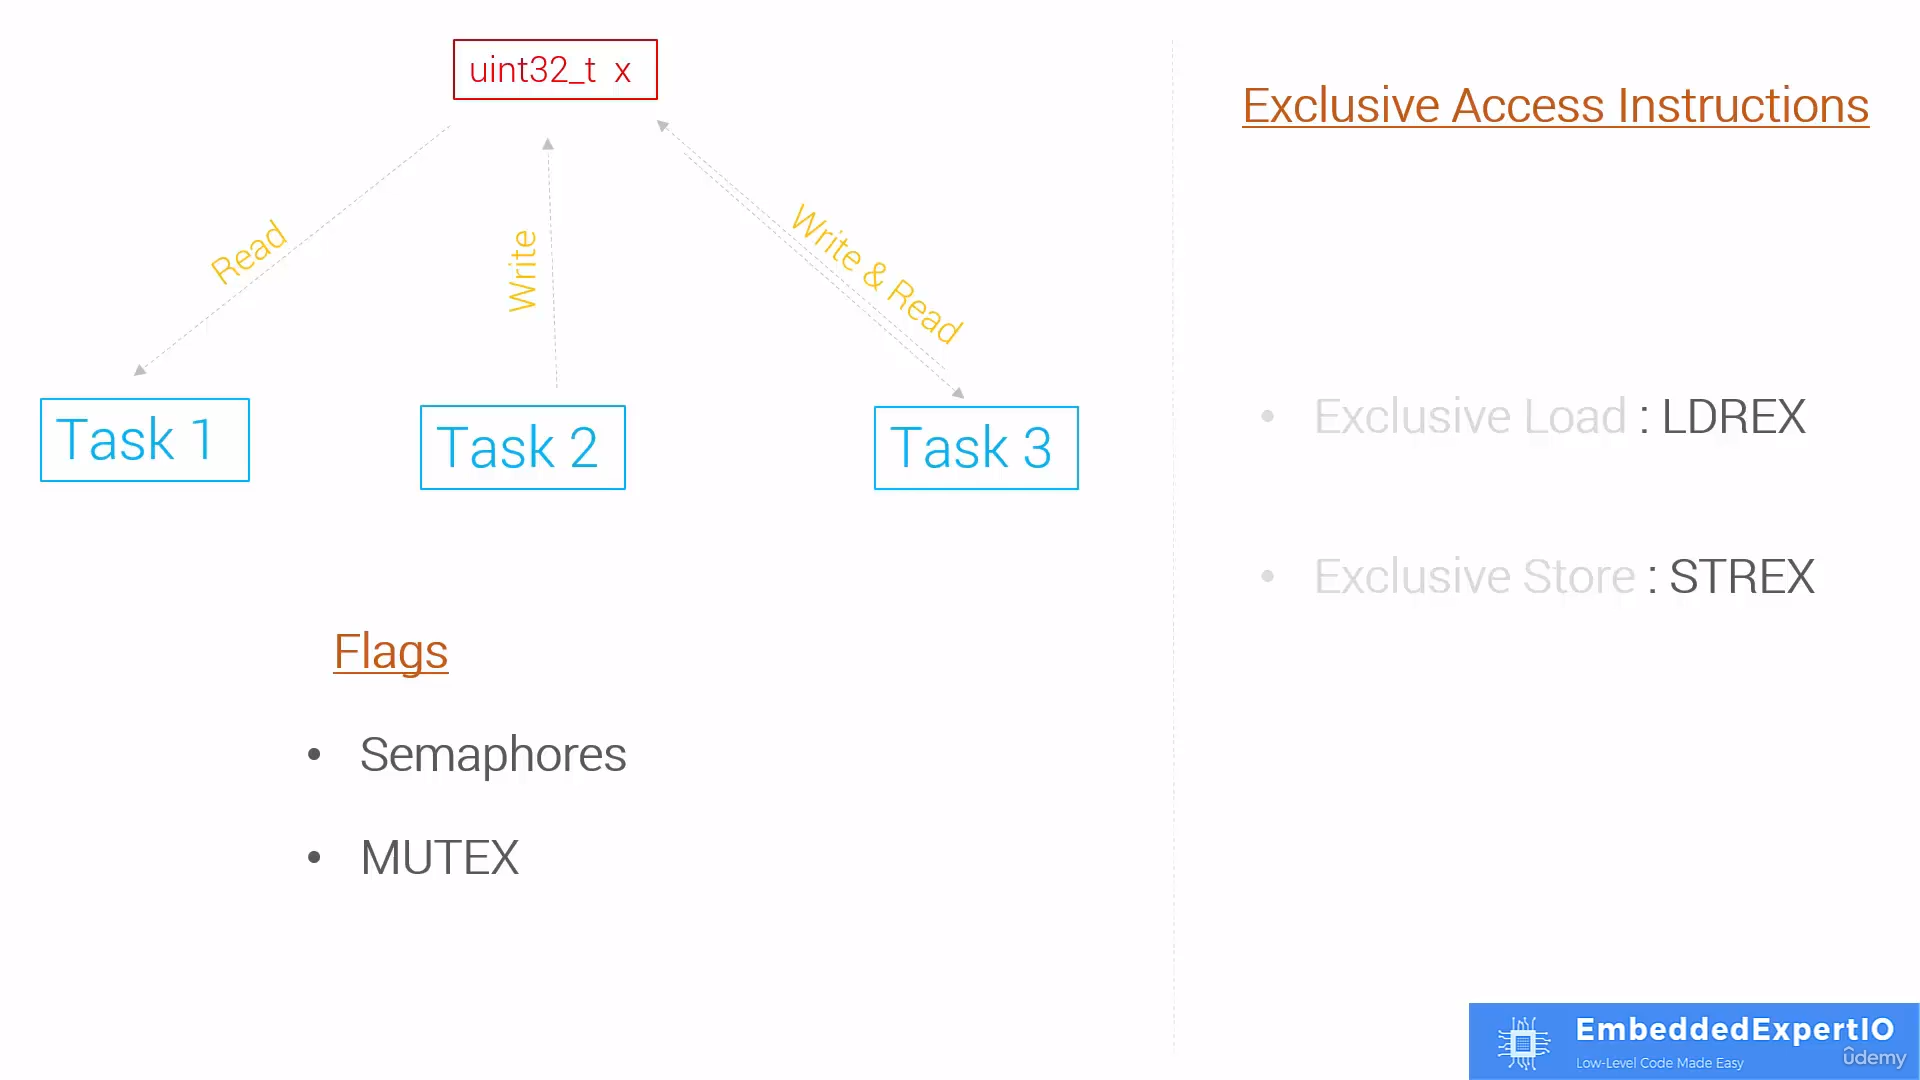 uint32_t x
Read
Write
Write & Read
Task 1
Task 2
Task 3
Flags
• Semaphores
• MUTEX
Exclusive Access Instructions
• Exclusive Load : LDREX
• Exclusive Store : STREX
EmbeddedExpertIO
Low-Level Code Made Easy
ûdemy